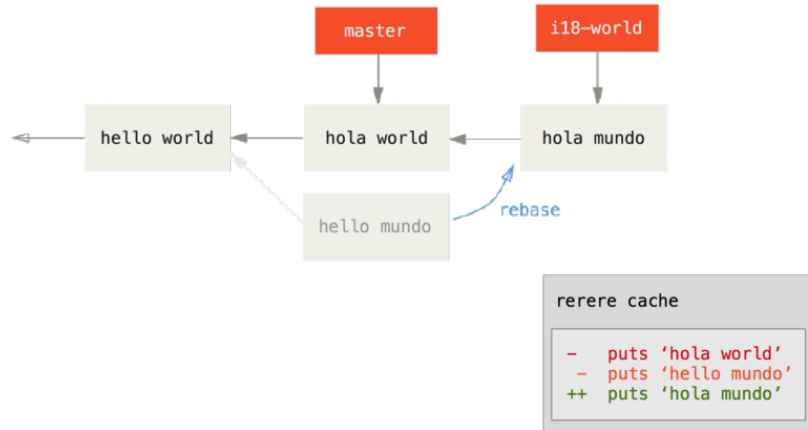 master
i18-world
hello world
hola world
hola mundo
hello mundo
rebase
rerere cache
- puts ‘hola world’
- puts ‘hello mundo’
++ puts ‘hola mundo’